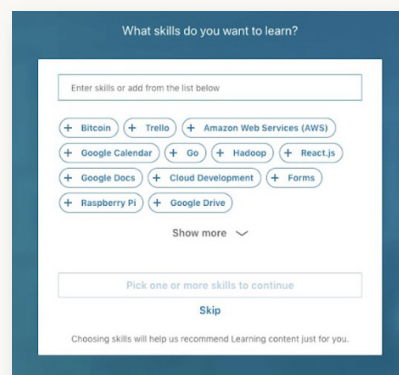 What skills do you want to learn?
Enter skills or add from the list below
+ Bitcoin + Trello + Amazon Web Services (AWS)
+ Google Calendar + Go + Hadoop + React.js
+ Google Docs + Cloud Development + Forms
+ Raspberry Pi + Google Drive
Show more
Pick one or more skills to continue
Skip
Choosing skills will help us recommend Learning content just for you.